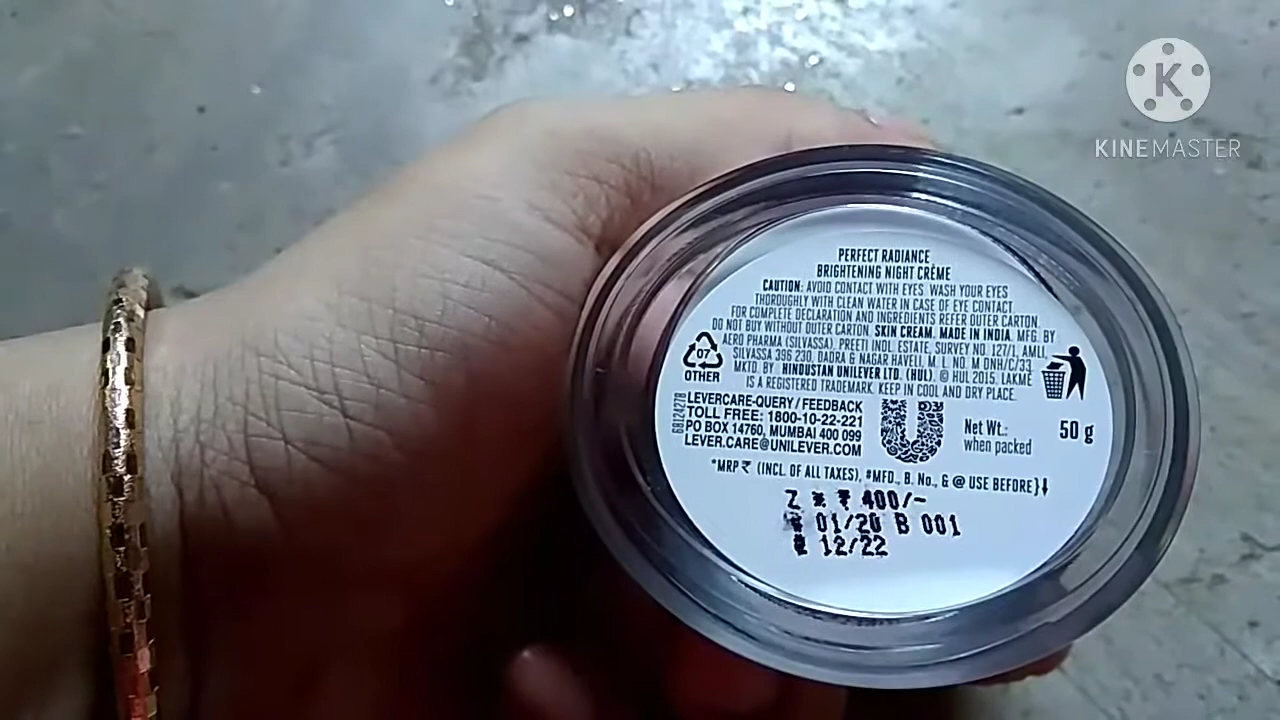 K
KINEMASTER
PERFECT RADIANCE
BRIGHTENING NIGHT CRÈME
CAUTION: AVOID CONTACT WITH EYES. WASH YOUR EYES
THOROUGHLY WITH CLEAN WATER IN CASE OF EYE CONTACT.
FOR COMPLETE DECLARATION AND INGREDIENTS REFER OUTER CARTON.
DO NOT BUY WITHOUT OUTER CARTON. SKIN CREAM. MADE IN INDIA. MFG. BY
AERO PHARMA (SILVASSA), PREETI INDL. ESTATE, SURVEY NO. 127/1, AMLI,
SILVASSA 396 230, DADRA & NAGAR HAVELI. M. L. NO. M DNH/C/33.
MKTD. BY HINDUSTAN UNILEVER LTD. (HUL). © HUL 2015. LAKMÉ
IS A REGISTERED TRADEMARK. KEEP IN COOL AND DRY PLACE.
07
OTHER
68124278
LEVERCARE-QUERY / FEEDBACK
TOLL FREE: 1800-10-22-221
PO BOX 14760, MUMBAI 400 099
LEVER.CARE@UNILEVER.COM
Net Wt.: 50 g
when packed
*MRP ₹ (INCL. OF ALL TAXES), #MFD., B. No., & @ USE BEFORE}
Z * ₹ 400/-
# 01/20 B 001
12/22